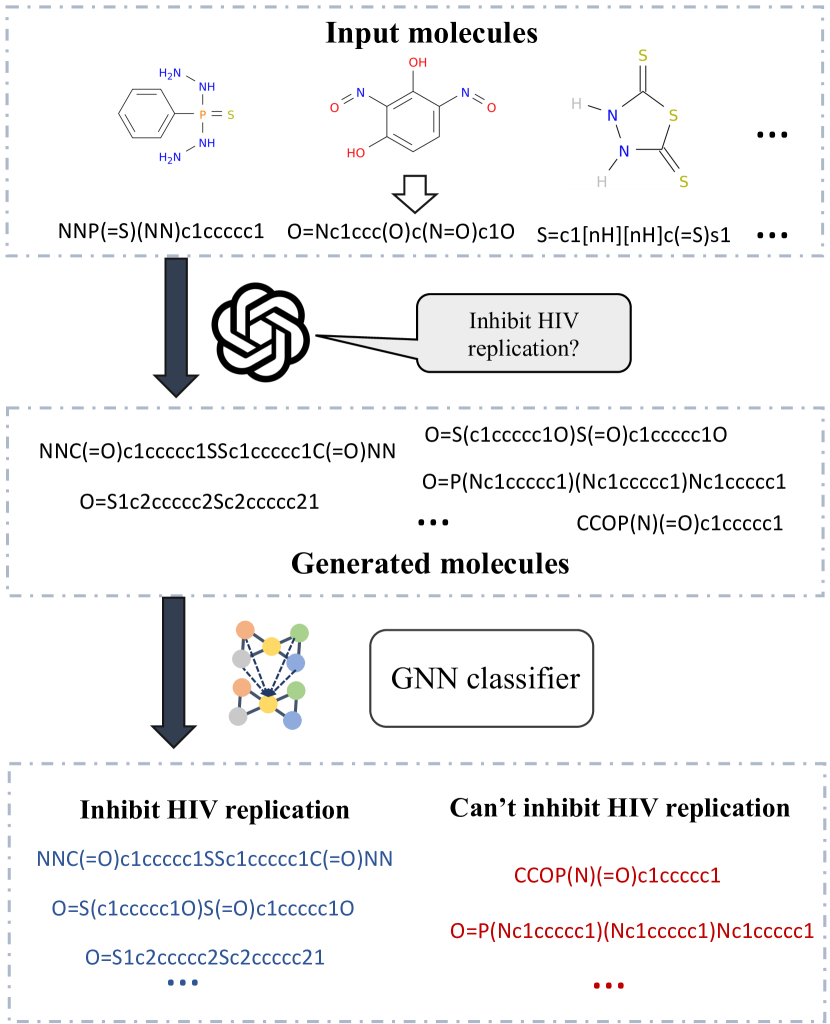 Input molecules
H₂N
NH
P
S
NH
H₂N
OH
N
O
N
O
HO
S
H
N
S
N
H
S
...
NNP(=S)(NN)c1ccccc1
O=Nc1ccc(O)c(N=O)c1O
S=c1[nH][nH]c(=S)s1
...
Inhibit HIV
replication?
NNC(=O)c1ccccc1SSc1ccccc1C(=O)NN
O=S(c1ccccc1O)S(=O)c1ccccc1O
O=P(Nc1ccccc1)(Nc1ccccc1)Nc1ccccc1
O=S1c2ccccc2Sc2ccccc21
...
CCOP(N)(=O)c1ccccc1
Generated molecules
GNN classifier
Inhibit HIV replication
NNC(=O)c1ccccc1SSc1ccccc1C(=O)NN
O=S(c1ccccc1O)S(=O)c1ccccc1O
O=S1c2ccccc2Sc2ccccc21
...
Can't inhibit HIV replication
CCOP(N)(=O)c1ccccc1
O=P(Nc1ccccc1)(Nc1ccccc1)Nc1ccccc1
...